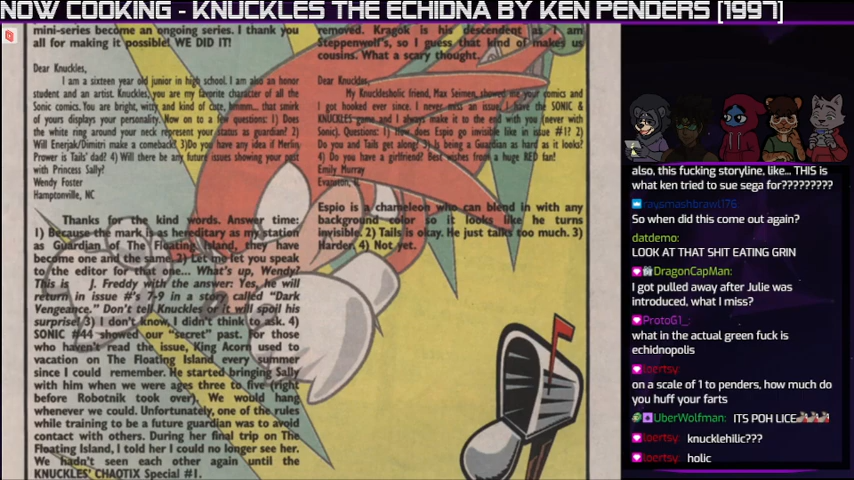 NOW COOKING - KNUCKLES THE ECHIDNA BY KEN PENDERS [1997]
mini-series become an ongoing series. I thank you
all for making it possible! WE DID IT!
Dear Knuckles,
I am a sixteen year old junior in high school. I am also an honor
student and an artist. Knuckles, you are my favorite character of all the
Sonic comics. You are bright, witty and kind of cute, hmmm... that smirk
of yours displays your personality. Now on to a few questions: 1) Does
the white ring around your neck represent your status as guardian? 2)
Will Enerjak/Dimitri make a comeback? 3)Do you have any idea if Merlin
Prower is Tails' dad? 4) Will there be any future issues showing your past
with Princess Sally?
Wendy Foster
Hamptonville, NC
Thanks for the kind words. Answer time:
1) Because the mark is as hereditary as my station
as Guardian of The Floating Island, they have
become one and the same. 2) Let me let you speak
to the editor for that one... What's up, Wendy?
This is J. Freddy with the answer: Yes, he will
return in issue #'s 7-9 in a story called "Dark
Vengeance." Don't tell Knuckles or it will spoil his
surprise! 3) I don't know, I didn't think to ask. 4)
SONIC #44 showed our "secret" past. For those
who haven't read the issue, King Acorn used to
vacation on The Floating Island every summer
since I could remember. He started bringing Sally
with him when we were ages three to five (right
before Robotnik took over). We would hang
whenever we could. Unfortunately, one of the rules
while training to be a future guardian was to avoid
contact with others. During her final trip on The
Floating Island, I told her I could no longer see her.
We hadn't seen each other again until the
KNUCKLES' CHAOTIX Special #1.
removed. Kragok is his descendant as I am
Steppenwolf's, so I guess that kind of makes us
cousins. What a scary thought.
Dear Knuckles,
My Knucklesholic friend, Max Seimen, showed me your comics and
I got hooked ever since. I never miss an issue. I have the SONIC &
KNUCKLES game and I always make it to the end with you (never with
Sonic). Questions: 1) How does Espio go invisible like in issue #1? 2)
Do you and Tails get along? 3) Is being a Guardian as hard as it looks?
4) Do you have a girlfriend? Best wishes from a huge RED fan!
Emily Murray
Evanston, IL
Espio is a chameleon who can blend in with any
background color so it looks like he turns
invisible. 2) Tails is okay. He just talks too much. 3)
Harder. 4) Not yet.
also, this fucking storyline, like... THIS is
what ken tried to sue sega for?????????
raysmashbrawl176:
So when did this come out again?
datdemo:
LOOK AT THAT SHIT EATING GRIN
DragonCapMan:
I got pulled away after Julie was
introduced, what I miss?
ProtoG1_:
what in the actual green fuck is
echidnopolis
loertsy:
on a scale of 1 to penders, how much do
you huff your farts
UberWolfman: ITS POH LICE
loertsy: knucklehilic???
loertsy: holic